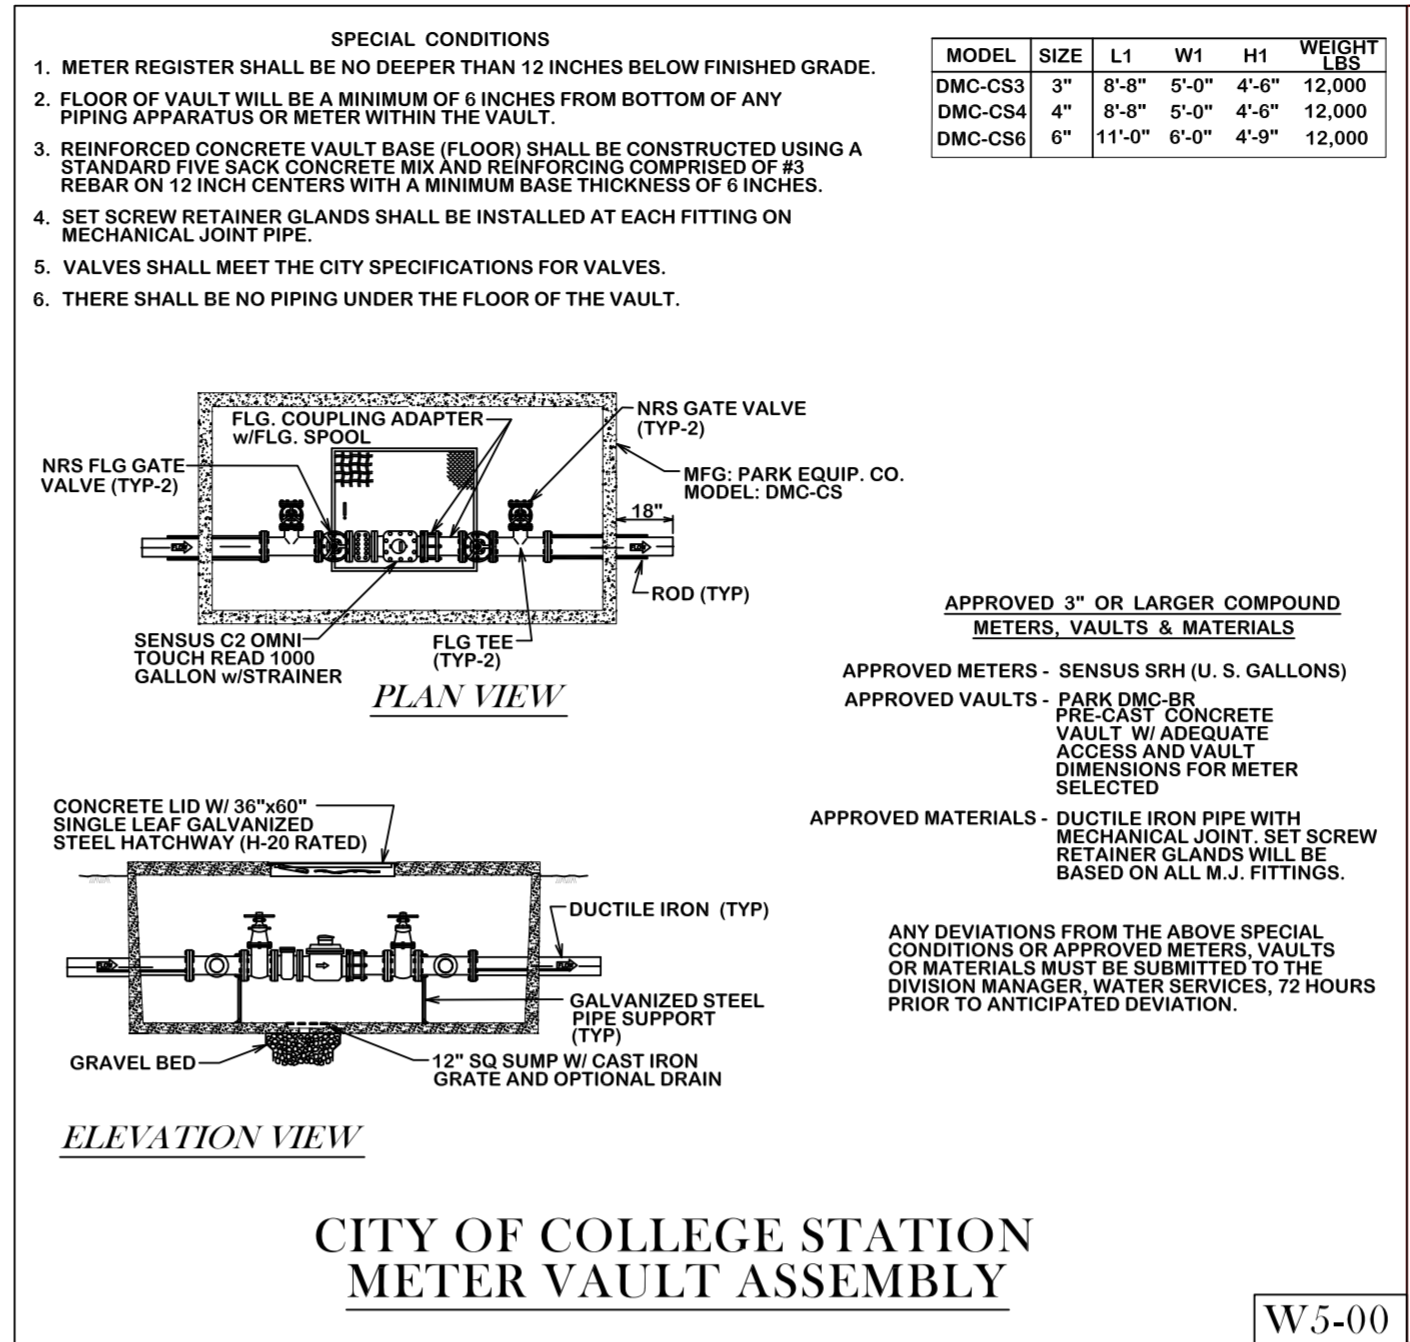 SPECIAL CONDITIONS
1. METER REGISTER SHALL BE NO DEEPER THAN 12 INCHES BELOW FINISHED GRADE.
2. FLOOR OF VAULT WILL BE A MINIMUM OF 6 INCHES FROM BOTTOM OF ANY
PIPING APPARATUS OR METER WITHIN THE VAULT.
3. REINFORCED CONCRETE VAULT BASE (FLOOR) SHALL BE CONSTRUCTED USING A
STANDARD FIVE SACK CONCRETE MIX AND REINFORCING COMPRISED OF #3
REBAR ON 12 INCH CENTERS WITH A MINIMUM BASE THICKNESS OF 6 INCHES.
4. SET SCREW RETAINER GLANDS SHALL BE INSTALLED AT EACH FITTING ON
MECHANICAL JOINT PIPE.
5. VALVES SHALL MEET THE CITY SPECIFICATIONS FOR VALVES.
6. THERE SHALL BE NO PIPING UNDER THE FLOOR OF THE VAULT.
MODEL SIZE L1 W1 H1 WEIGHT LBS
DMC-CS3 3" 8'-8" 5'-0" 4'-6" 12,000
DMC-CS4 4" 8'-8" 5'-0" 4'-6" 12,000
DMC-CS6 6" 11'-0" 6'-0" 4'-9" 12,000
FLG. COUPLING ADAPTER
w/FLG. SPOOL
NRS GATE VALVE
(TYP-2)
NRS FLG GATE
VALVE (TYP-2)
MFG: PARK EQUIP. CO.
MODEL: DMC-CS
18"
ROD (TYP)
SENSUS C2 OMNI
TOUCH READ 1000
GALLON w/STRAINER
FLG TEE
(TYP-2)
PLAN VIEW
APPROVED 3" OR LARGER COMPOUND
METERS, VAULTS & MATERIALS
APPROVED METERS - SENSUS SRH (U. S. GALLONS)
APPROVED VAULTS - PARK DMC-BR
PRE-CAST CONCRETE
VAULT W/ ADEQUATE
ACCESS AND VAULT
DIMENSIONS FOR METER
SELECTED
APPROVED MATERIALS - DUCTILE IRON PIPE WITH
MECHANICAL JOINT. SET SCREW
RETAINER GLANDS WILL BE
BASED ON ALL M.J. FITTINGS.
ANY DEVIATIONS FROM THE ABOVE SPECIAL
CONDITIONS OR APPROVED METERS, VAULTS
OR MATERIALS MUST BE SUBMITTED TO THE
DIVISION MANAGER, WATER SERVICES, 72 HOURS
PRIOR TO ANTICIPATED DEVIATION.
CONCRETE LID W/ 36"x60"
SINGLE LEAF GALVANIZED
STEEL HATCHWAY (H-20 RATED)
DUCTILE IRON (TYP)
GALVANIZED STEEL
PIPE SUPPORT
(TYP)
GRAVEL BED
12" SQ SUMP W/ CAST IRON
GRATE AND OPTIONAL DRAIN
ELEVATION VIEW
CITY OF COLLEGE STATION
METER VAULT ASSEMBLY
W5-00